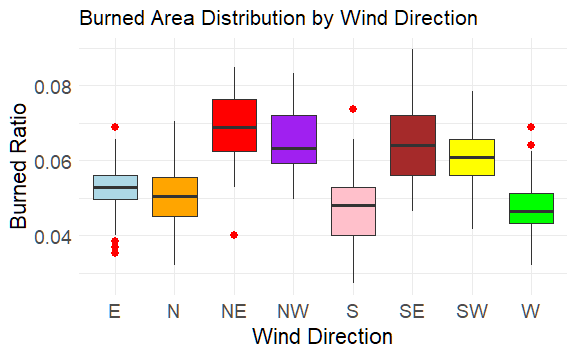 Burned Area Distribution by Wind Direction
Burned Ratio
0.08
0.06
0.04
E N NE NW S SE SW W
Wind Direction